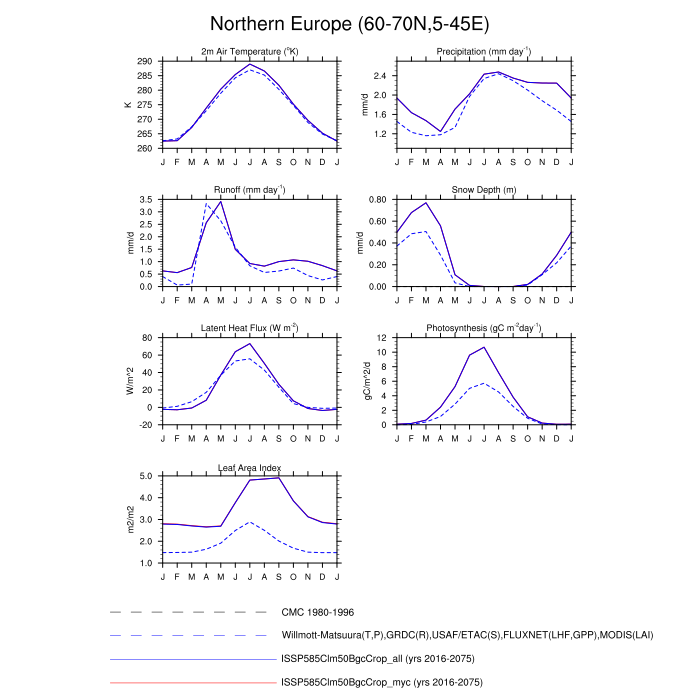 Northern Europe (60-70N,5-45E)
2m Air Temperature (°K)
Precipitation (mm day-1)
K
290
285
280
275
270
265
260
J F M A M J J A S O N D J
mm/d
2.4
2.0
1.6
1.2
J F M A M J J A S O N D J
Runoff (mm day-1)
Snow Depth (m)
mm/d
3.5
3.0
2.5
2.0
1.5
1.0
0.5
0.0
J F M A M J J A S O N D J
mm/d
0.80
0.60
0.40
0.20
0.00
J F M A M J J A S O N D J
Latent Heat Flux (W m-2)
Photosynthesis (gC m-2day-1)
W/m^2
80
60
40
20
0
-20
J F M A M J J A S O N D J
gC/m^2/d
12
10
8
6
4
2
0
J F M A M J J A S O N D J
Leaf Area Index
m2/m2
5.0
4.0
3.0
2.0
1.0
J F M A M J J A S O N D J
CMC 1980-1996
Willmott-Matsuura(T,P),GRDC(R),USAF/ETAC(S),FLUXNET(LHF,GPP),MODIS(LAI)
ISSP585Clm50BgcCrop_all (yrs 2016-2075)
ISSP585Clm50BgcCrop_myc (yrs 2016-2075)